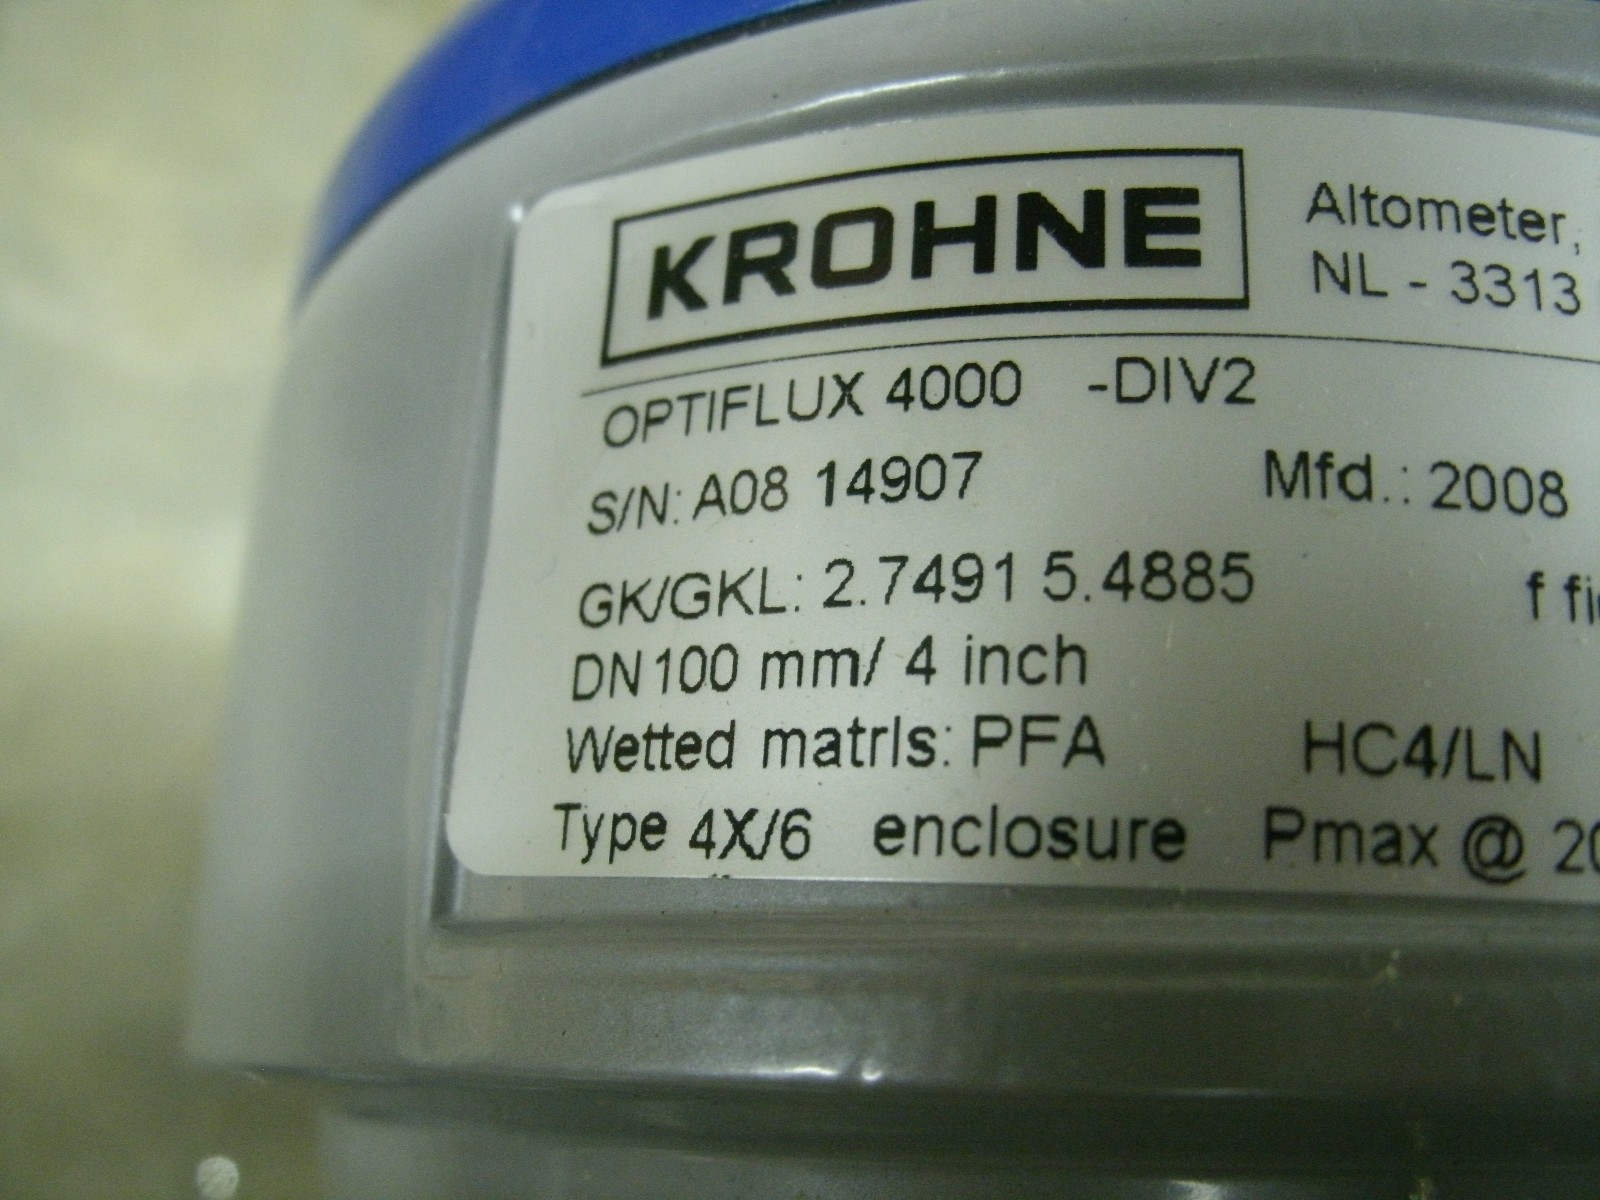 KROHNE
Altometer,
NL - 3313
OPTIFLUX 4000 -DIV2
S/N: A08 14907 Mfd.: 2008
GK/GKL: 2.7491 5.4885 f
DN100 mm/ 4 inch
Wetted matrls: PFA HC4/LN
Type 4X/6 enclosure Pmax @